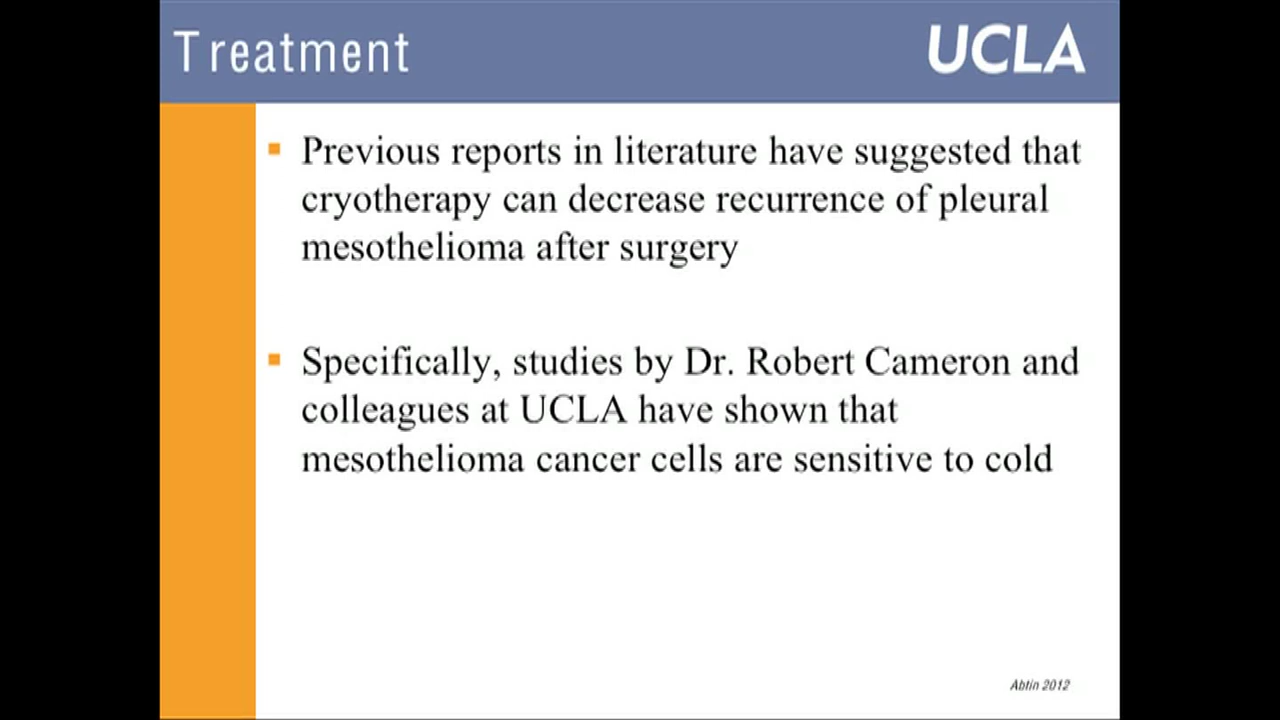 Treatment
UCLA
Previous reports in literature have suggested that
cryotherapy can decrease recurrence of pleural
mesothelioma after surgery
Specifically, studies by Dr. Robert Cameron and
colleagues at UCLA have shown that
mesothelioma cancer cells are sensitive to cold
Abtin 2012